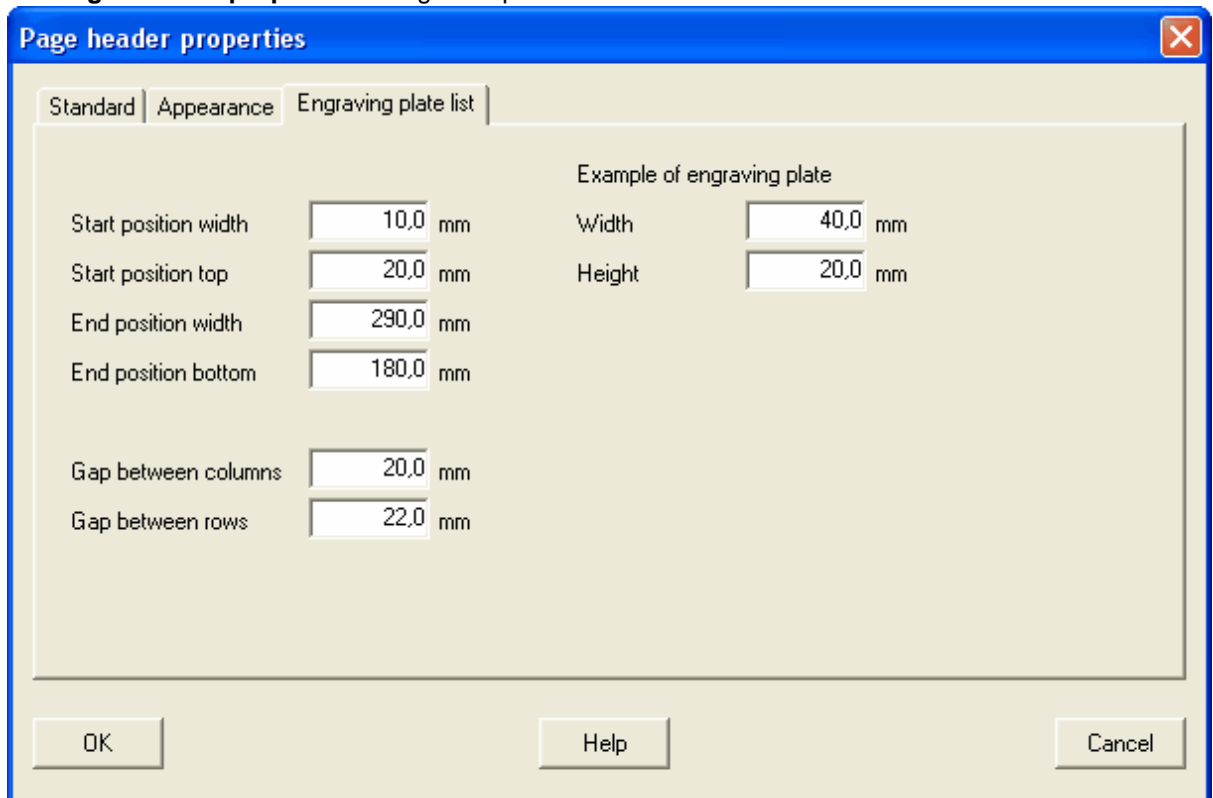 Page header properties
Standard Appearance Engraving plate list
Example of engraving plate
Start position width 10,0 mm Width 40,0 mm
Start position top 20,0 mm Height 20,0 mm
End position width 290,0 mm
End position bottom 180,0 mm
Gap between columns 20,0 mm
Gap between rows 22,0 mm
OK Help Cancel